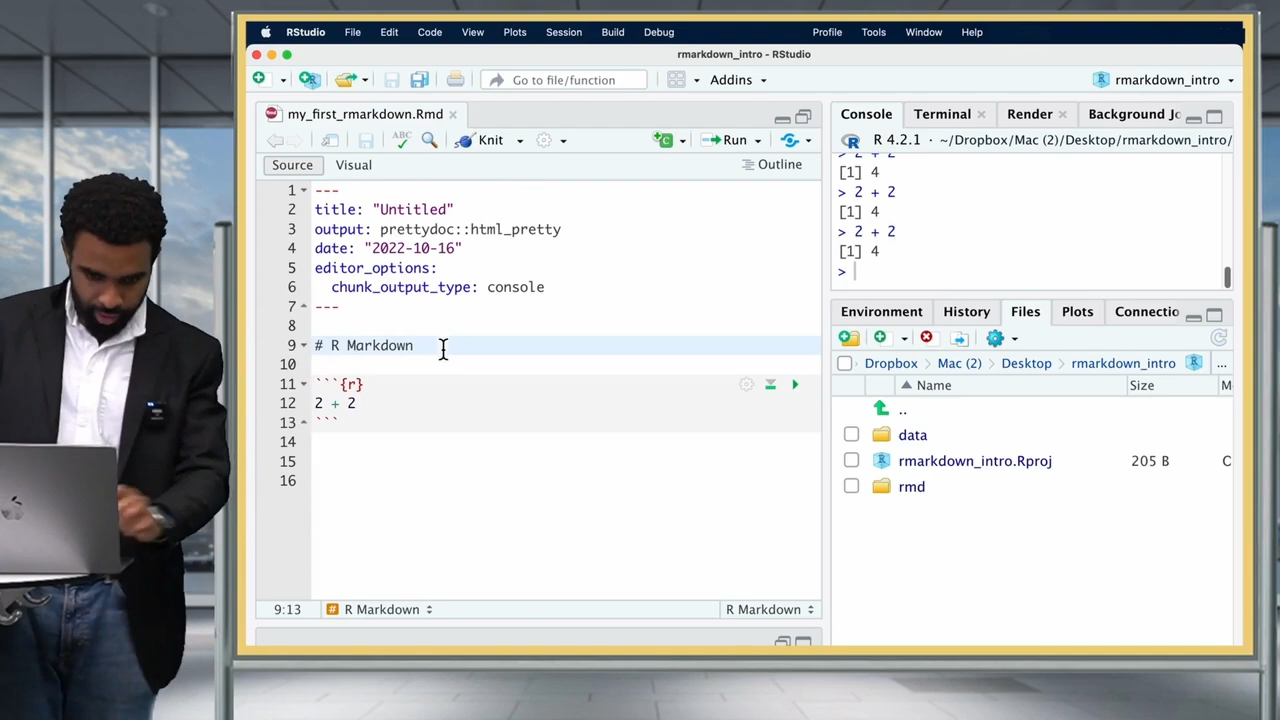 RStudio File Edit Code View Plots Session Build Debug Profile Tools Window Help
rmarkdown_intro - RStudio
Go to file/function Addins rmarkdown_intro
my_first_rmarkdown.Rmd
ABC Knit Run
Source Visual Outline
1 ---
2 title: "Untitled"
3 output: prettydoc::html_pretty
4 date: "2022-10-16"
5 editor_options:
6 chunk_output_type: console
7 ---
8
9 # R Markdown
10
11 ```{r}
12 2 + 2
13 ```
14
15
16
9:13 # R Markdown R Markdown
Console Terminal Render Background Jo
R 4.2.1 · ~/Dropbox/Mac (2)/Desktop/rmarkdown_intro/
> 2 + 2
[1] 4
> 2 + 2
[1] 4
> 2 + 2
[1] 4
>
Environment History Files Plots Connectio
Dropbox Mac (2) Desktop rmarkdown_intro ...
Name Size M
..
data
rmarkdown_intro.Rproj 205 B C
rmd